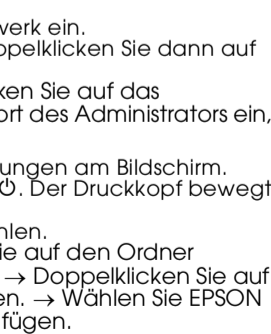 verk ein.
ppelklicken Sie dann auf
ken Sie auf das
ort des Administrators ein,
ungen am Bildschirm.
⏻. Der Druckkopf bewegt
hlen.
ie auf den Ordner
→ Doppelklicken Sie auf
en. → Wählen Sie EPSON
fügen.